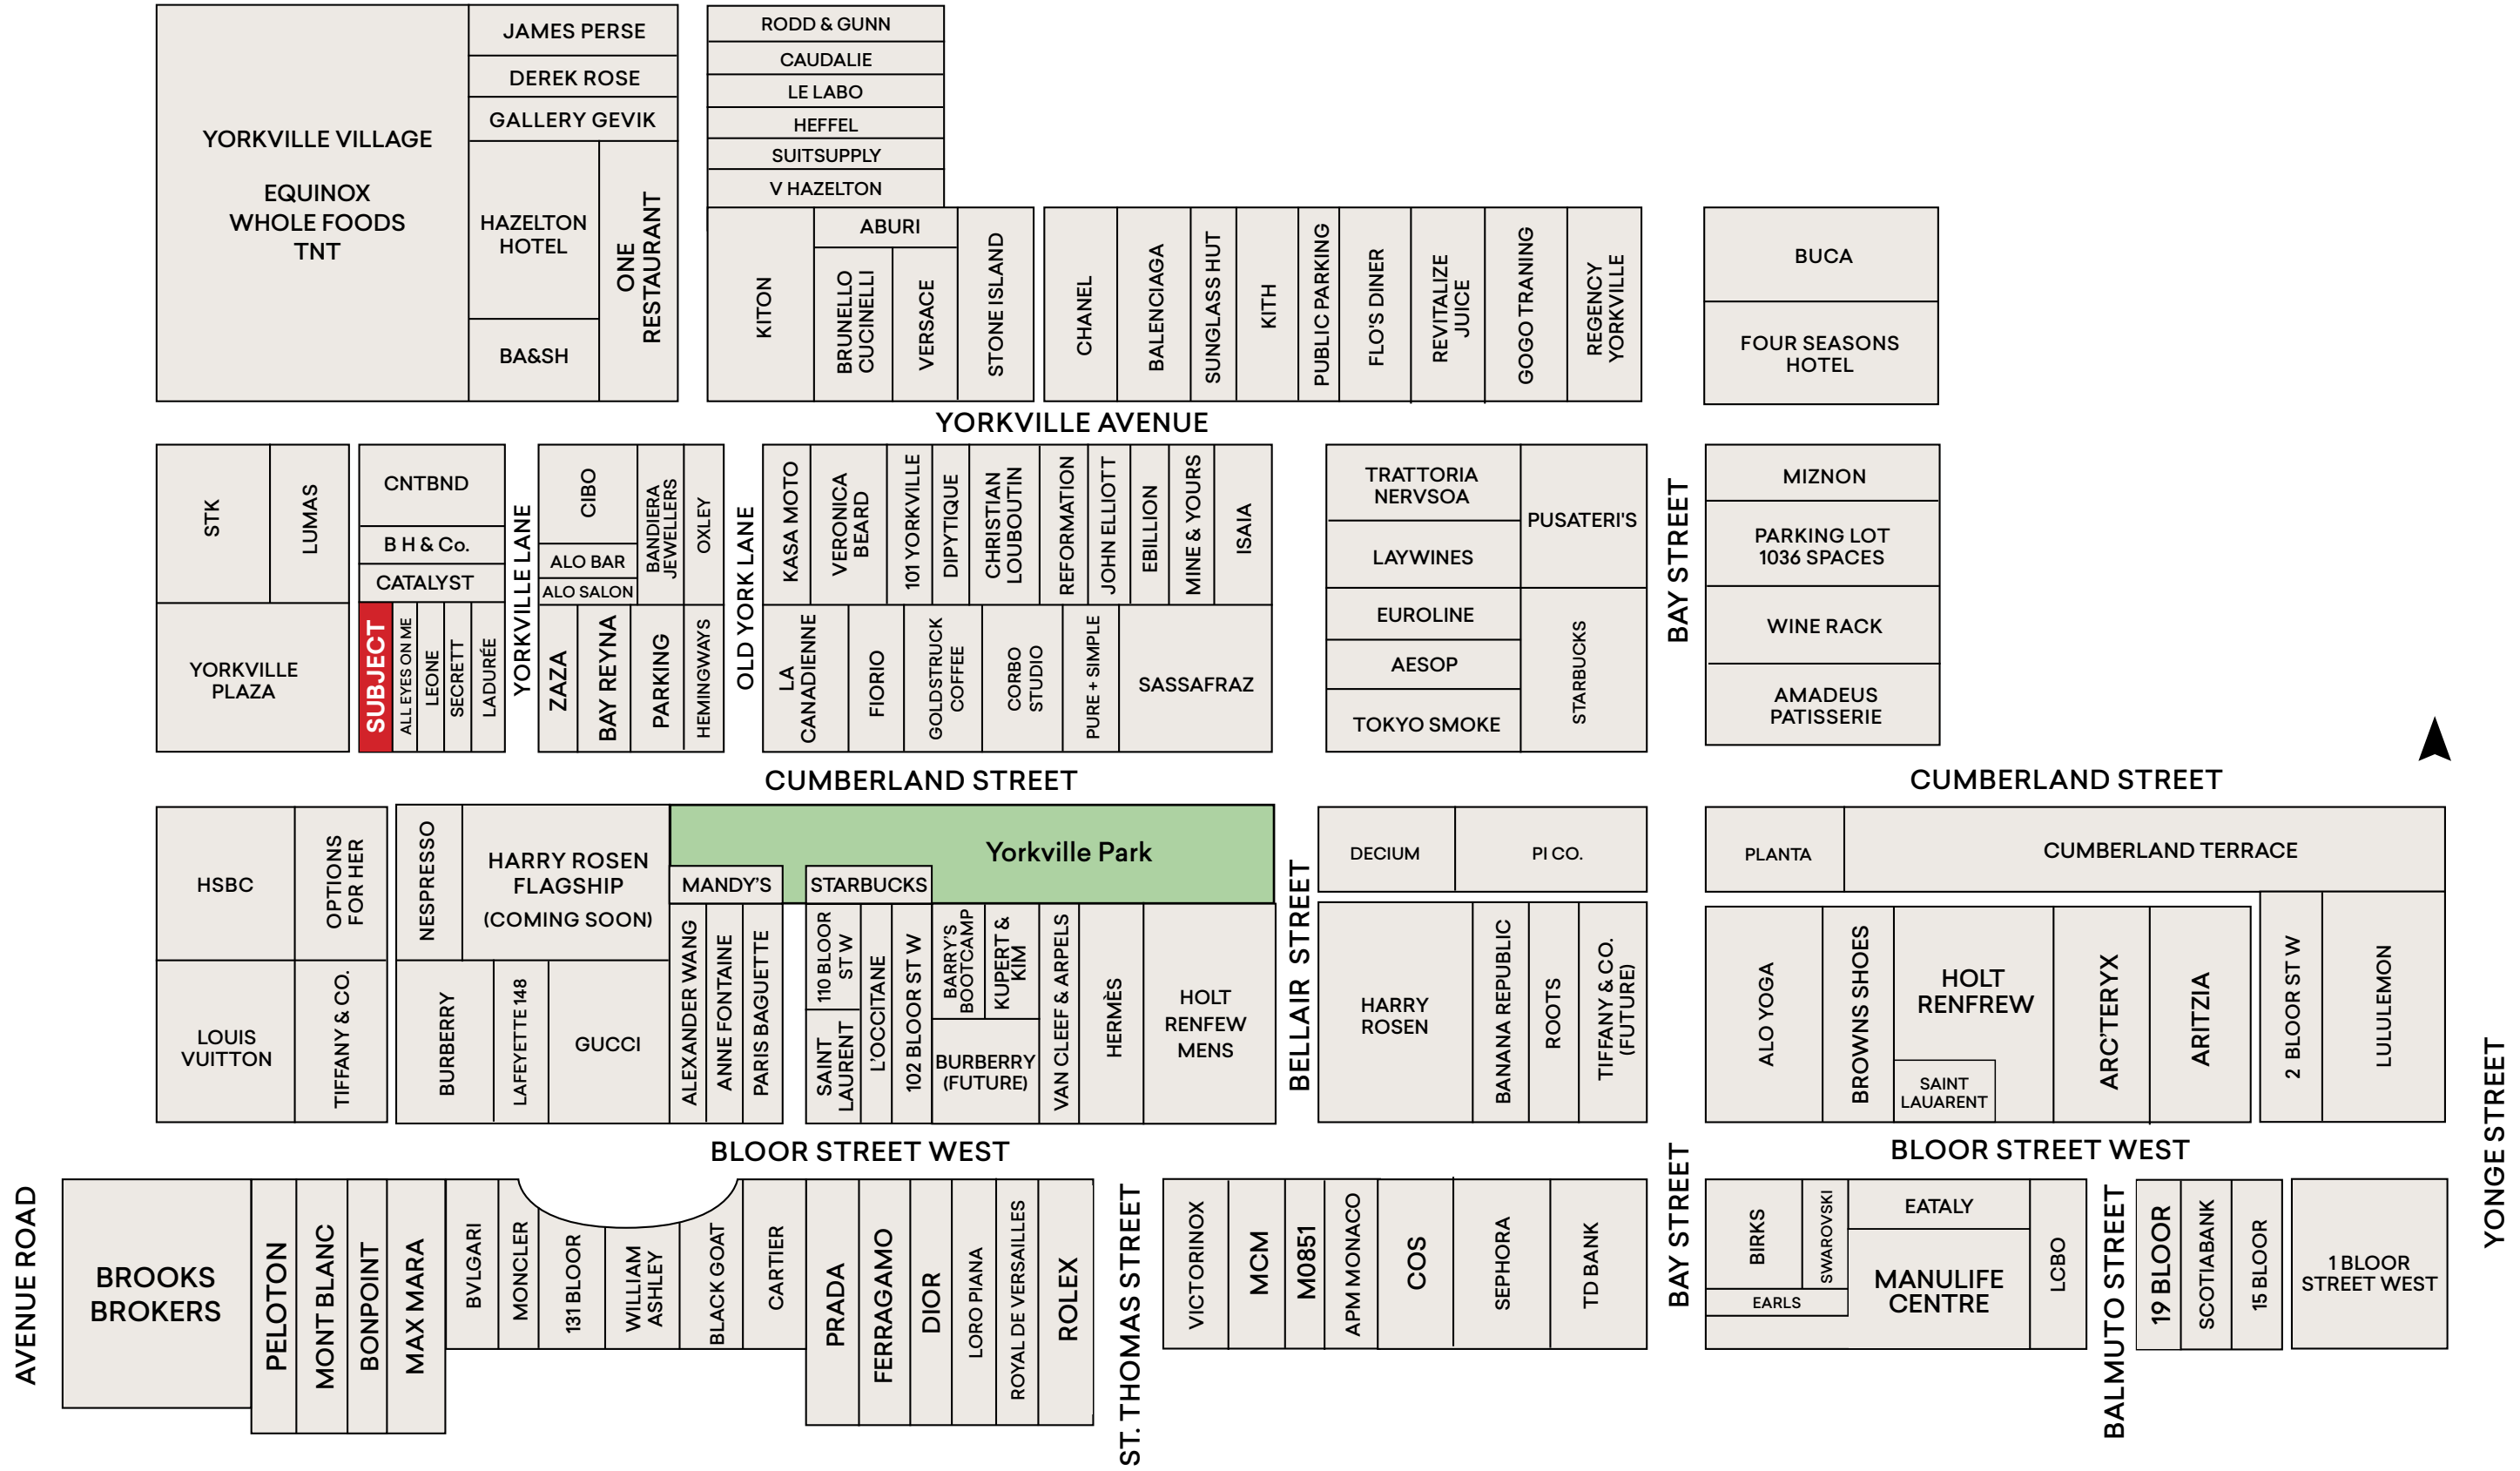 YORKVILLE VILLAGE
EQUINOX
WHOLE FOODS
TNT
JAMES PERSE
DEREK ROSE
GALLERY GEVIK
HAZELTON
HOTEL
BA&SH
ONE
RESTAURANT
RODD & GUNN
CAUDALIE
LE LABO
HEFFEL
SUITSUPPLY
V HAZELTON
KITON
ABURI
BRUNELLO
CUCINELLI
VERSACE
STONE ISLAND
CHANEL
BALENCIAGA
SUNGLASS HUT
KITH
PUBLIC PARKING
FLO'S DINER
REVITALIZE
JUICE
GOGO TRANING
REGENCY
YORKVILLE
BUCA
FOUR SEASONS
HOTEL
YORKVILLE AVENUE
STK
LUMAS
YORKVILLE
PLAZA
CNTBND
B H & Co.
CATALYST
SUBJECT
ALL EYES ON ME
LEONE
SECRETT
LADURÉE
YORKVILLE LANE
CIBO
ALO BAR
ALO SALON
BANDIERA
JEWELLERS
OXLEY
ZAZA
BAY REYNA
PARKING
HEMINGWAYS
OLD YORK LANE
KASA MOTO
VERONICA
BEARD
101 YORKVILLE
DIPYTIQUE
CHRISTIAN
LOUBOUTIN
REFORMATION
JOHN ELLIOTT
EBILLION
MINE & YOURS
ISAIA
LA
CANADIENNE
FIORIO
GOLDSTRUCK
COFFEE
CORBO
STUDIO
PURE + SIMPLE
SASSAFRAZ
TRATTORIA
NERVSOA
LAYWINES
PUSATERI'S
EUROLINE
AESOP
TOKYO SMOKE
STARBUCKS
BAY STREET
MIZNON
PARKING LOT
1036 SPACES
WINE RACK
AMADEUS
PATISSERIE
CUMBERLAND STREET
CUMBERLAND STREET
HSBC
OPTIONS
FOR HER
LOUIS
VUITTON
TIFFANY & CO.
NESPRESSO
HARRY ROSEN
FLAGSHIP
(COMING SOON)
BURBERRY
LAFEYETTE 148
GUCCI
Yorkville Park
MANDY'S
STARBUCKS
ALEXANDER WANG
ANNE FONTAINE
PARIS BAGUETTE
110 BLOOR
ST W
SAINT
LAURENT
L'OCCITANE
102 BLOOR ST W
BARRY'S
BOOTCAMP
KUPERT &
KIM
BURBERRY
(FUTURE)
VAN CLEEF & ARPELS
HERMÈS
HOLT
RENFEW
MENS
BELLAIR STREET
DECIUM
PI CO.
HARRY
ROSEN
BANANA REPUBLIC
ROOTS
TIFFANY & CO.
(FUTURE)
PLANTA
CUMBERLAND TERRACE
ALO YOGA
BROWNS SHOES
HOLT
RENFREW
SAINT
LAUARENT
ARC'TERYX
ARITZIA
2 BLOOR ST W
LULULEMON
BLOOR STREET WEST
BLOOR STREET WEST
AVENUE ROAD
BROOKS
BROKERS
PELOTON
MONT BLANC
BONPOINT
MAX MARA
BVLGARI
MONCLER
131 BLOOR
WILLIAM
ASHLEY
BLACK GOAT
CARTIER
PRADA
FERRAGAMO
DIOR
LORO PIANA
ROYAL DE VERSAILLES
ROLEX
ST. THOMAS STREET
VICTORINOX
MCM
M0851
APM MONACO
COS
SEPHORA
TD BANK
BAY STREET
BIRKS
SWAROVSKI
EARLS
EATALY
MANULIFE
CENTRE
LCBO
BALMUTO STREET
19 BLOOR
SCOTIABANK
15 BLOOR
1 BLOOR
STREET WEST
YONGE STREET